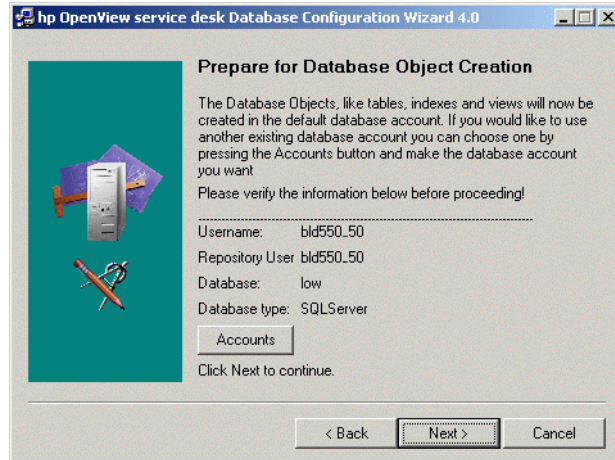 hp OpenView service desk Database Configuration Wizard 4.0
Prepare for Database Object Creation
The Database Objects, like tables, indexes and views will now be
created in the default database account. If you would like to use
another existing database account you can choose one by
pressing the Accounts button and make the database account
you want
Please verify the information below before proceeding!
Username: bld550_50
Repository User bld550_50
Database: low
Database type: SQLServer
Accounts
Click Next to continue.
< Back Next > Cancel